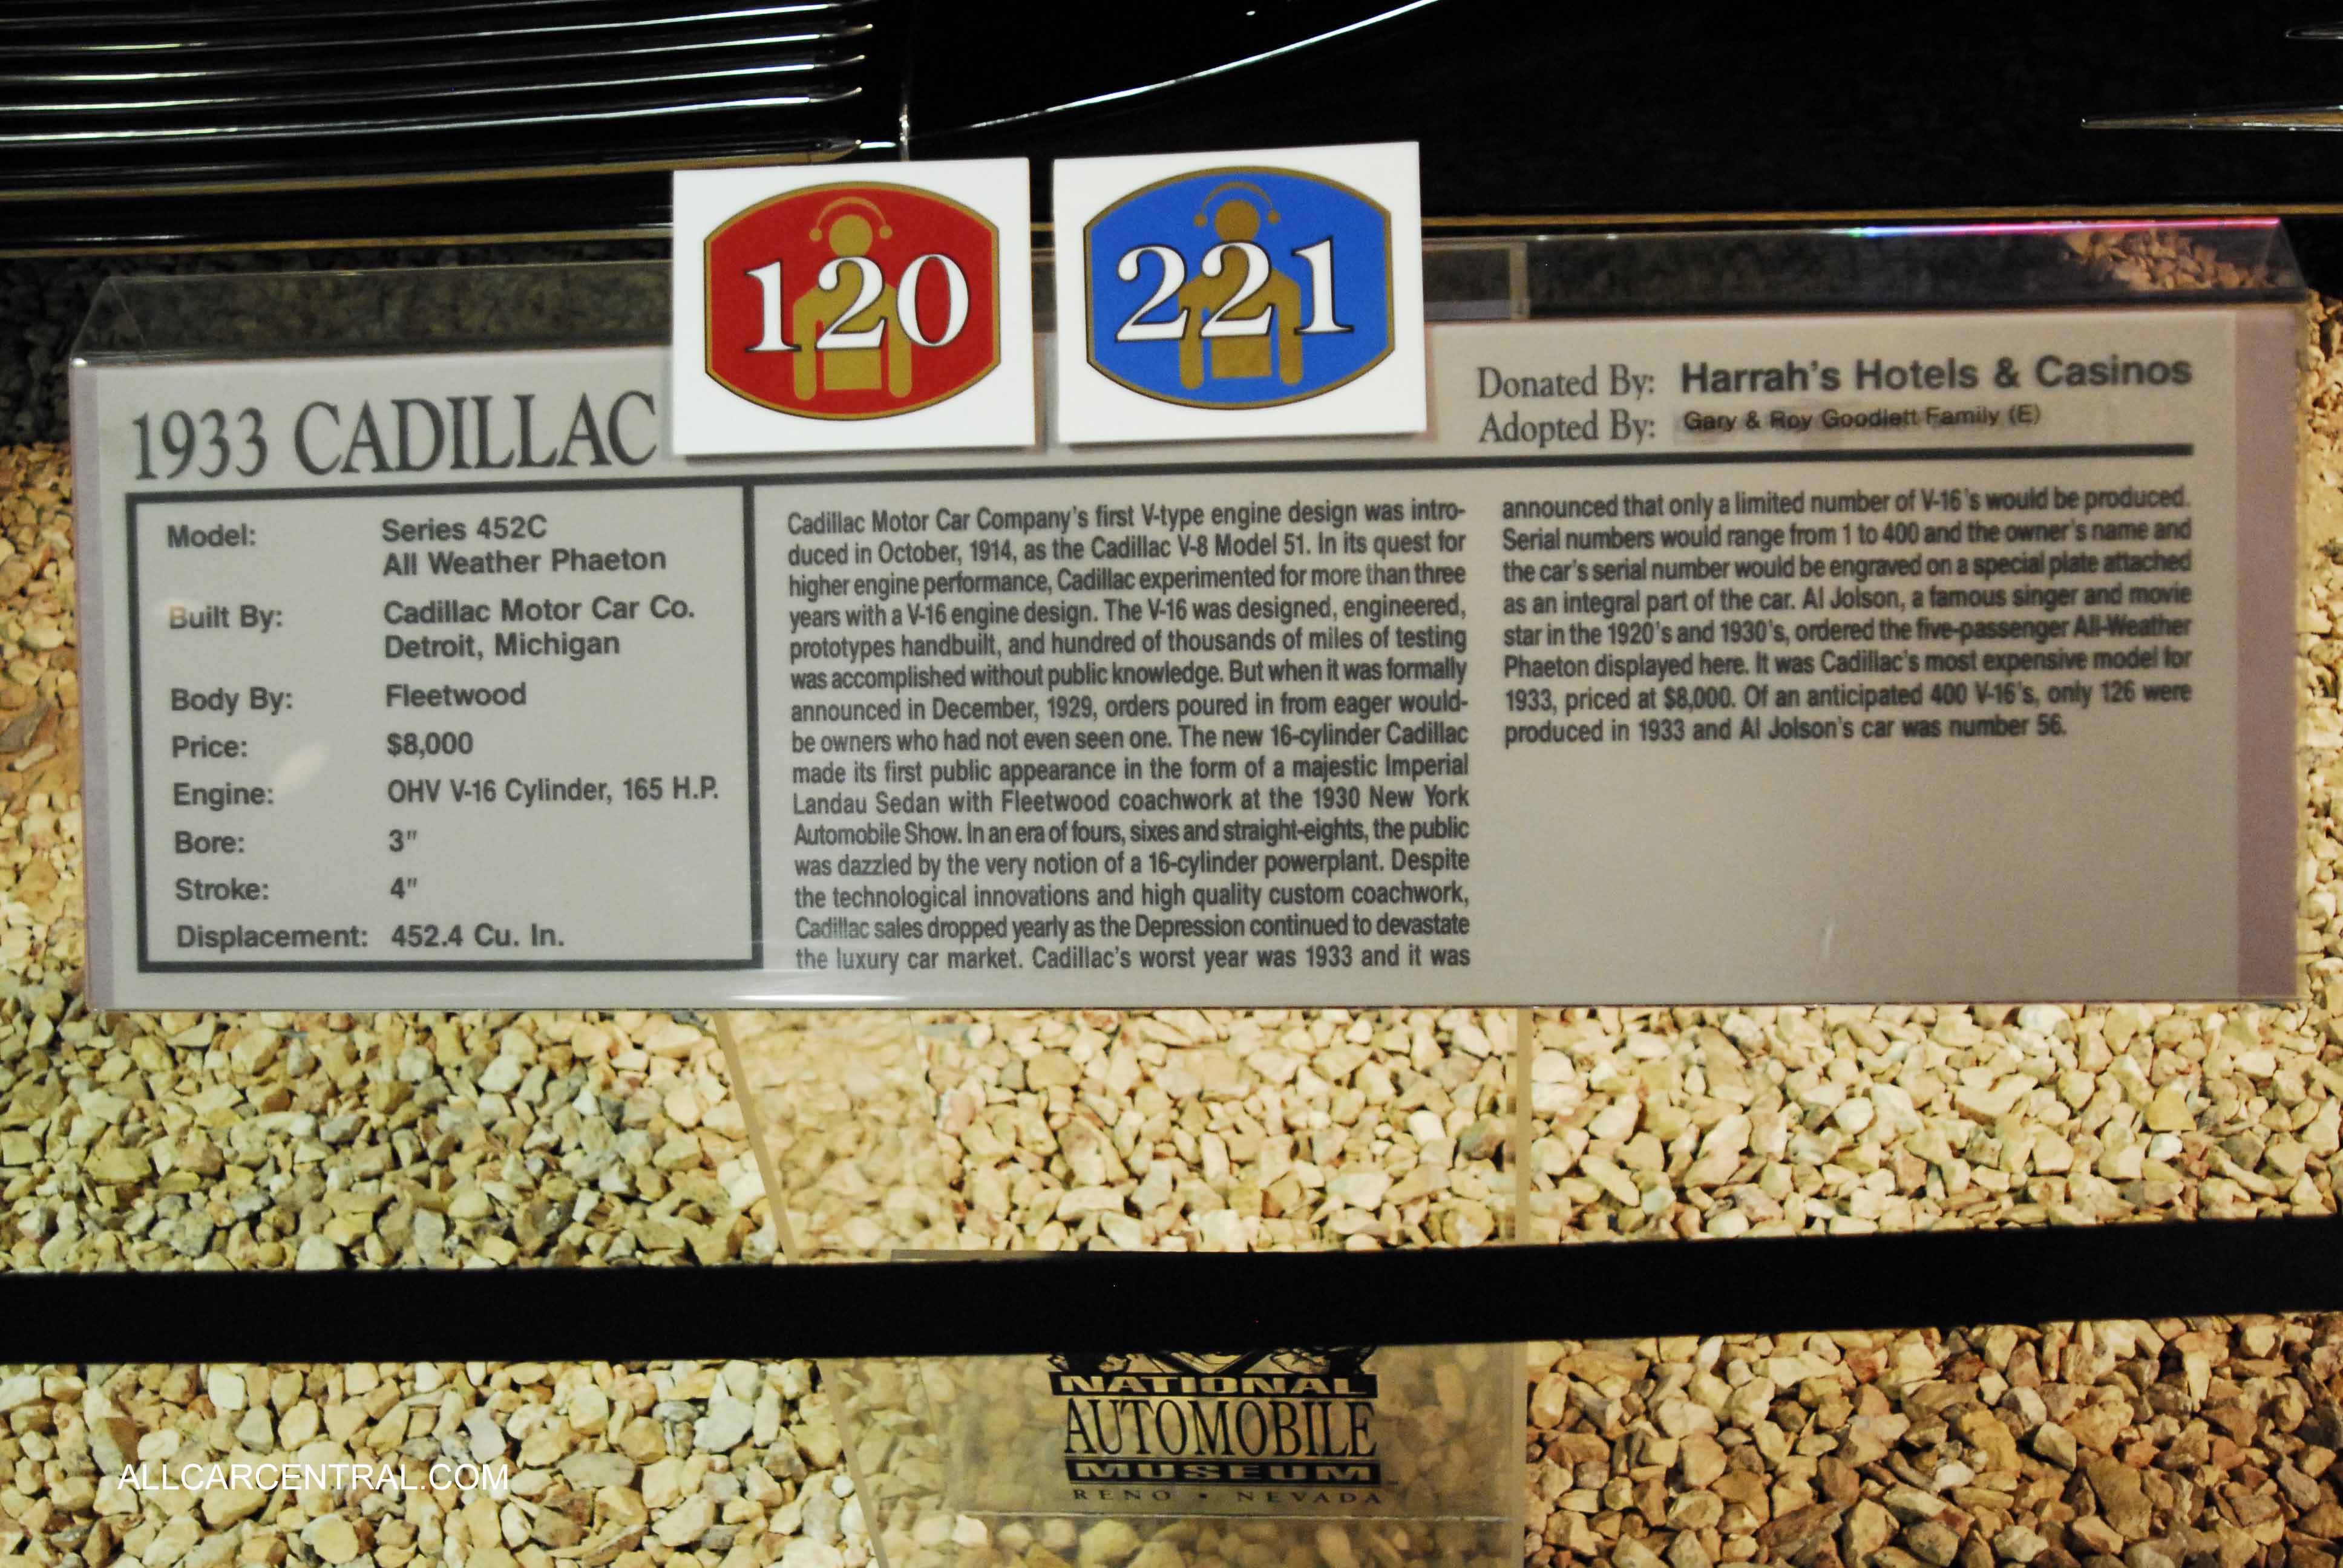 120
221
1933 CADILLAC
Donated By: Harrah's Hotels & Casinos
Adopted By: Gary & Roy Goodlett Family (E)
Model: Series 452C
All Weather Phaeton
Built By: Cadillac Motor Car Co.
Detroit, Michigan
Body By: Fleetwood
Price: $8,000
Engine: OHV V-16 Cylinder, 165 H.P.
Bore: 3"
Stroke: 4"
Displacement: 452.4 Cu. In.
Cadillac Motor Car Company's first V-type engine design was intro-
duced in October, 1914, as the Cadillac V-8 Model 51. In its quest for
higher engine performance, Cadillac experimented for more than three
years with a V-16 engine design. The V-16 was designed, engineered,
prototypes handbuilt, and hundred of thousands of miles of testing
was accomplished without public knowledge. But when it was formally
announced in December, 1929, orders poured in from eager would-
be owners who had not even seen one. The new 16-cylinder Cadillac
made its first public appearance in the form of a majestic Imperial
Landau Sedan with Fleetwood coachwork at the 1930 New York
Automobile Show. In an era of fours, sixes and straight-eights, the public
was dazzled by the very notion of a 16-cylinder powerplant. Despite
the technological innovations and high quality custom coachwork,
Cadillac sales dropped yearly as the Depression continued to devastate
the luxury car market. Cadillac's worst year was 1933 and it was
announced that only a limited number of V-16's would be produced.
Serial numbers would range from 1 to 400 and the owner's name and
the car's serial number would be engraved on a special plate attached
as an integral part of the car. Al Jolson, a famous singer and movie
star in the 1920's and 1930's, ordered the five-passenger All-Weather
Phaeton displayed here. It was Cadillac's most expensive model for
1933, priced at $8,000. Of an anticipated 400 V-16's, only 126 were
produced in 1933 and Al Jolson's car was number 56.
NATIONAL
AUTOMOBILE
MUSEUM
RENO • NEVADA
ALLCARCENTRAL.COM